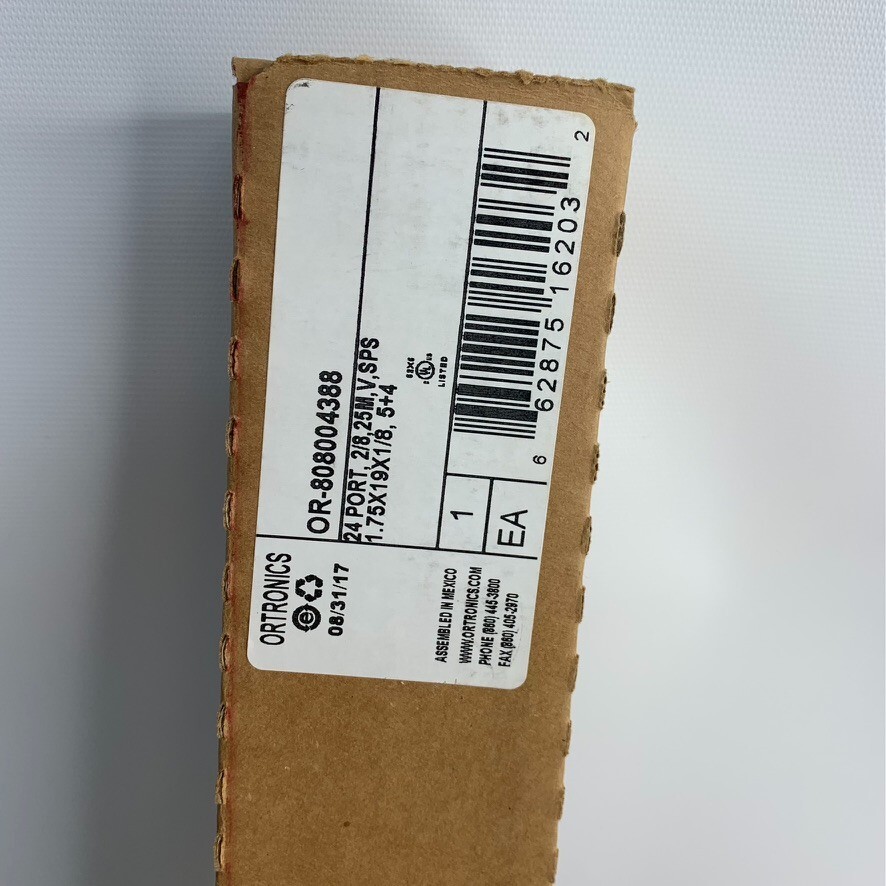 OR-808004388
24 PORT, 2/8,25M,V,SPS
1.75X19X1/8, 5+4
LISTED
1
EA
6 62875 16203 2
ORTRONICS
08/31/17
ASSEMBLED IN MEXICO
WWW.ORTRONICS.COM
PHONE (860) 445-3800
FAX (860) 405-2970